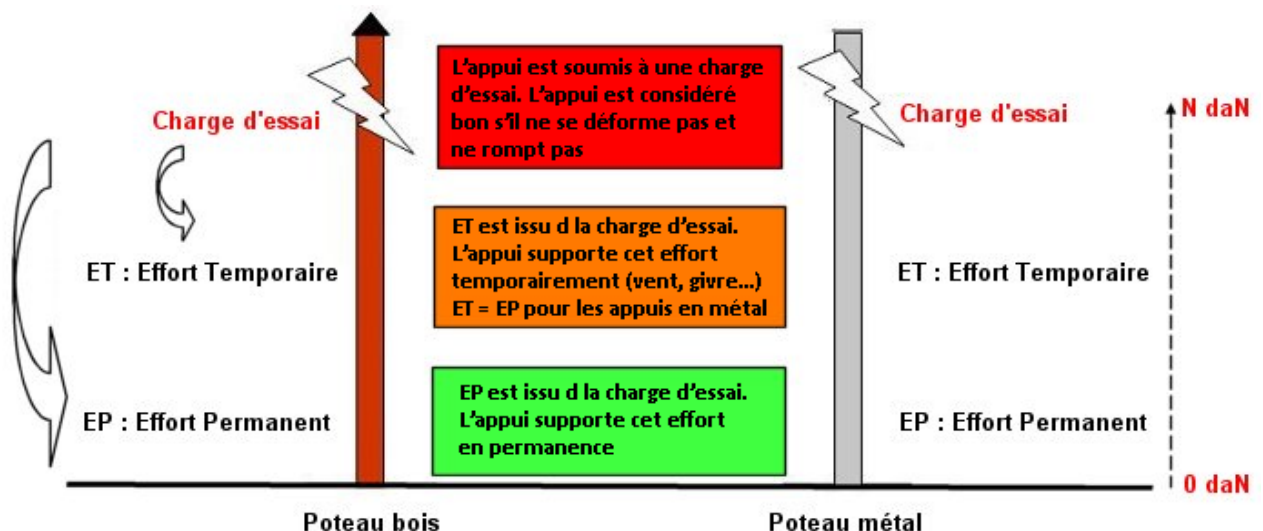 L'appui est soumis à une charge
d'essai. L'appui est considéré
bon s'il ne se déforme pas et
ne rompt pas
Charge d'essai
Charge d'essai
N daN
ET est issu d la charge d'essai.
L'appui supporte cet effort
temporairement (vent, givre...)
ET = EP pour les appuis en métal
ET : Effort Temporaire
ET : Effort Temporaire
EP est issu d la charge d'essai.
L'appui supporte cet effort
en permanence
EP : Effort Permanent
EP : Effort Permanent
0 daN
Poteau bois
Poteau métal